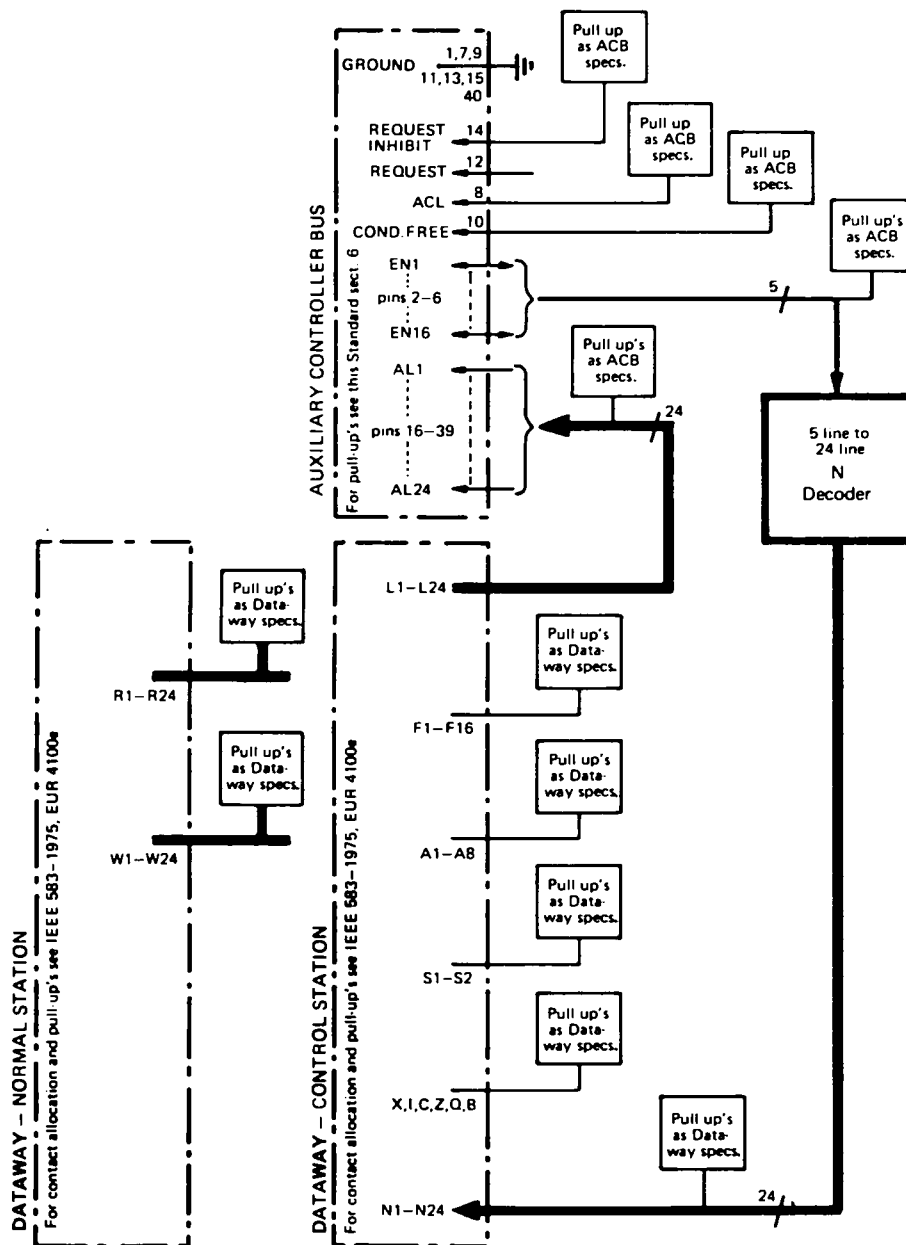 GROUND
1,7,9
11,13,15
40
Pull up
as ACB
specs.
REQUEST
INHIBIT
14
REQUEST
12
Pull up
as ACB
specs.
ACL
8
Pull up
as ACB
specs.
COND.FREE
10
Pull up's
as ACB
specs.
EN1
pins 2-6
EN16
5
AUXILIARY CONTROLLER BUS
For pull-up's see this Standard sect. 6
AL1
pins 16-39
AL24
Pull up's
as ACB
specs.
24
5 line to
24 line
N
Decoder
L1-L24
Pull up's
as Data-
way specs.
R1-R24
Pull up's
as Data-
way specs.
W1-W24
DATAWAY - NORMAL STATION
For contact allocation and pull-up's see IEEE 583-1975, EUR 4100e
Pull up's
as Data-
way specs.
F1-F16
Pull up's
as Data-
way specs.
A1-A8
Pull up's
as Data-
way specs.
S1-S2
Pull up's
as Data-
way specs.
X,I,C,Z,Q,B
DATAWAY - CONTROL STATION
For contact allocation and pull-up's see IEEE 583-1975, EUR 4100e
Pull up's
as Data-
way specs.
N1-N24
24